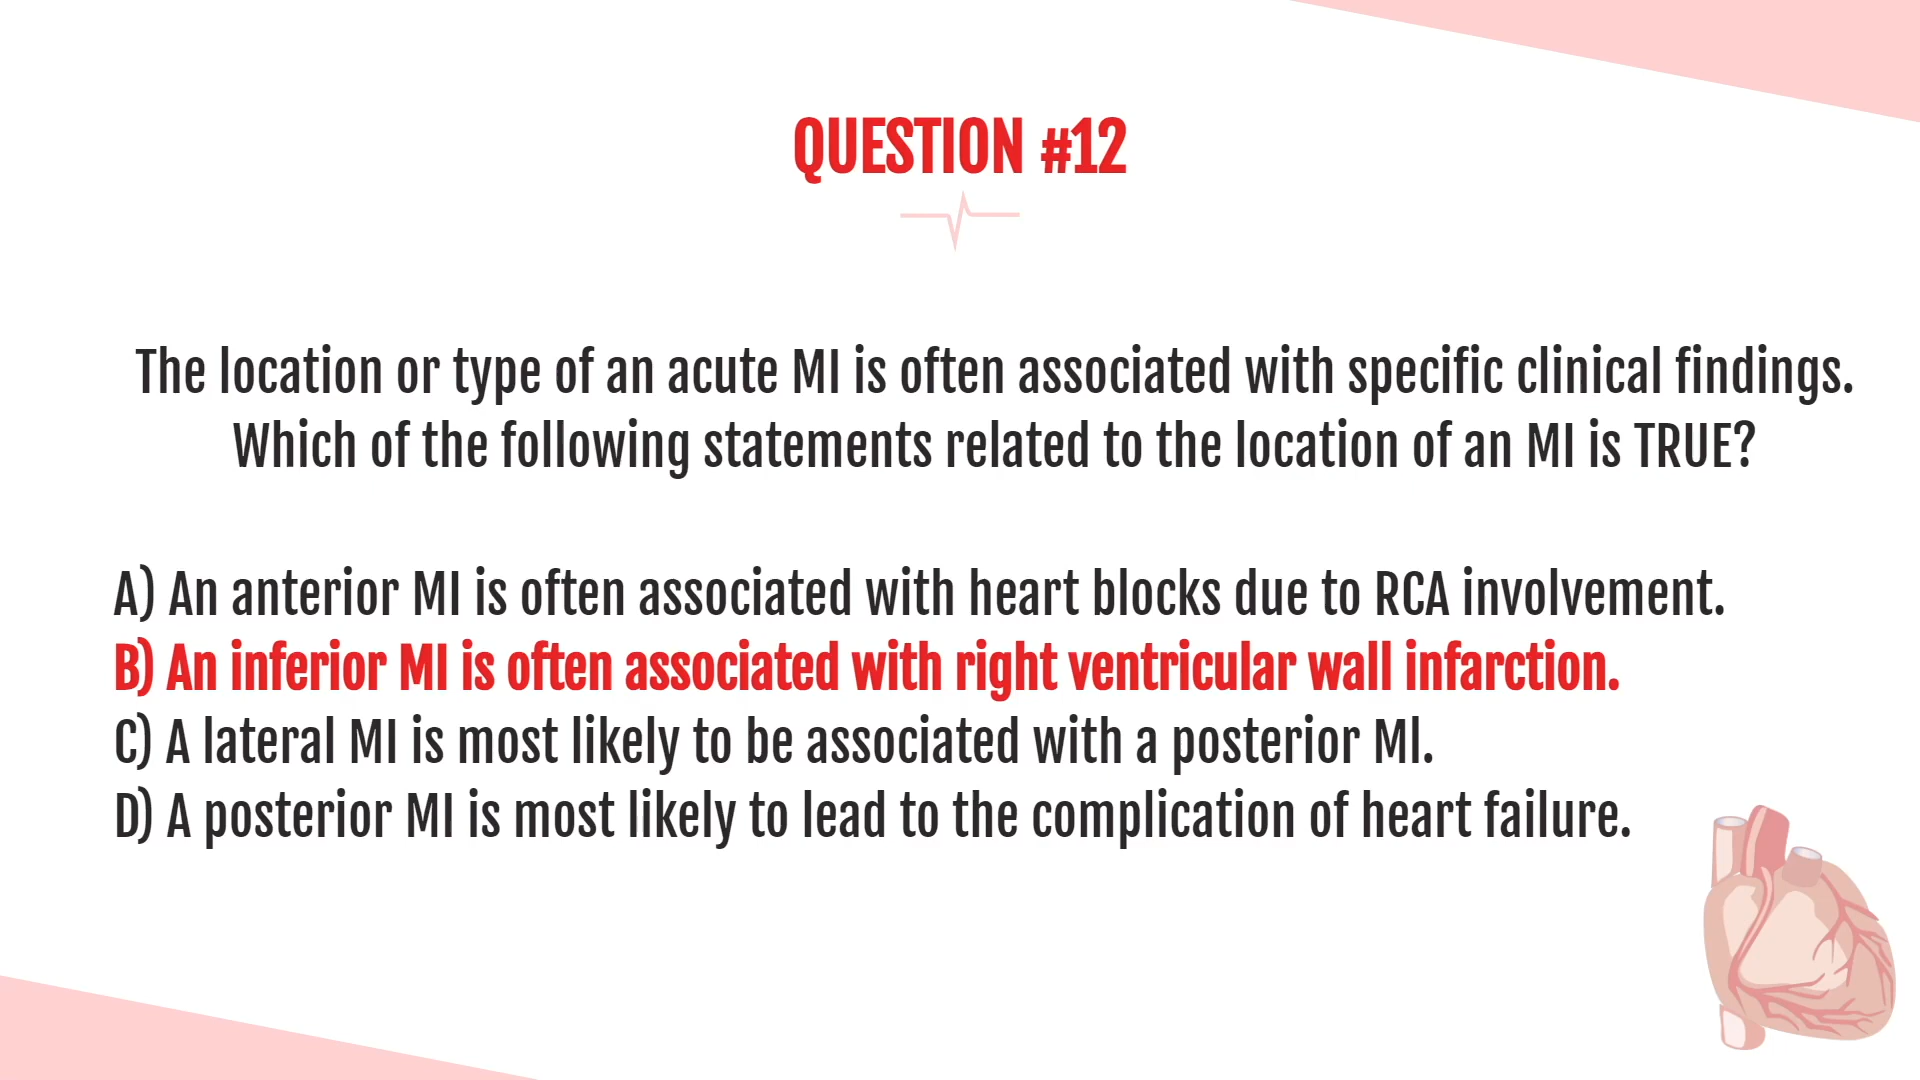 QUESTION #12
The location or type of an acute MI is often associated with specific clinical findings.
Which of the following statements related to the location of an MI is TRUE?
A) An anterior MI is often associated with heart blocks due to RCA involvement.
B) An inferior MI is often associated with right ventricular wall infarction.
C) A lateral MI is most likely to be associated with a posterior Ml.
D) A posterior MI is most likely to lead to the complication of heart failure.